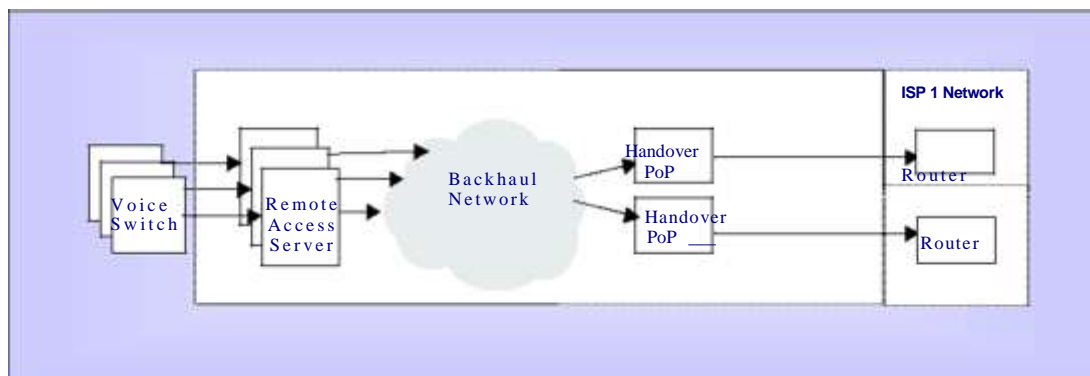 ISP 1 Network
Voice
Switch
Remote
Access
Server
Backhaul
Network
Handover
PoP
Handover
PoP
Router
Router